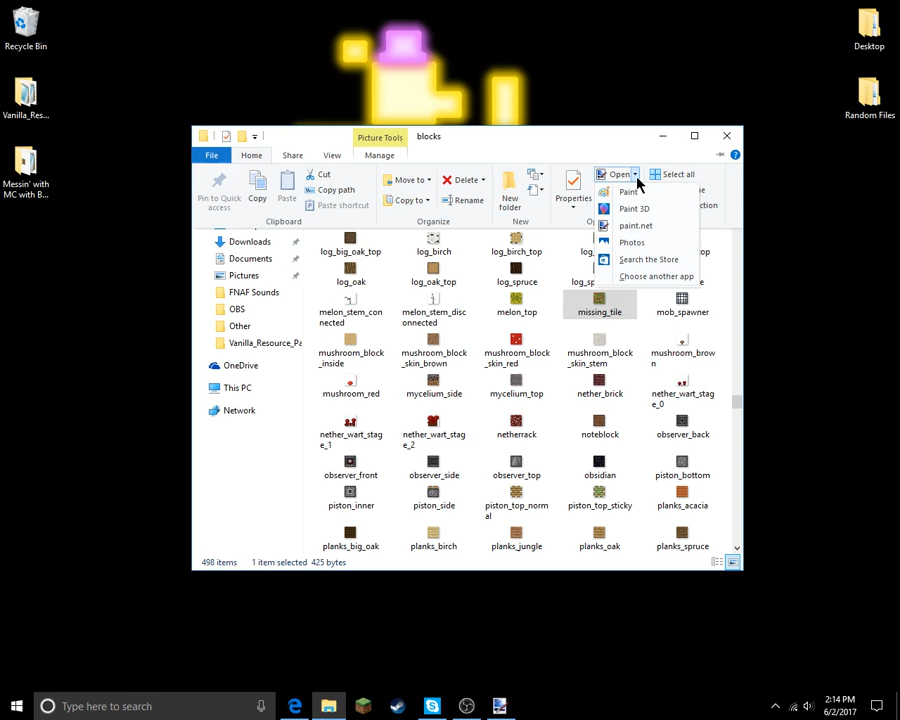 Recycle Bin
Vanilla_Res...
Messin' with
MC with B...
Desktop
Random Files
Picture Tools
blocks
File
Home
Share
View
Manage
Pin to Quick
access
Copy
Paste
Cut
Copy path
Paste shortcut
Clipboard
Move to
Copy to
Delete
Rename
Organize
New
folder
New
Properties
Open
Select all
Paint
Paint 3D
paint.net
Photos
Search the Store
Choose another app
Downloads
Documents
Pictures
FNAF Sounds
OBS
Other
Vanilla_Resource_Pa
OneDrive
This PC
Network
log_big_oak_top
log_birch
log_birch_top
log_oak
log_oak_top
log_spruce
melon_stem_con
nected
melon_stem_disc
onnected
melon_top
missing_tile
mob_spawner
mushroom_block
_inside
mushroom_block
_skin_brown
mushroom_block
_skin_red
mushroom_block
_skin_stem
mushroom_brow
n
mushroom_red
mycelium_side
mycelium_top
nether_brick
nether_wart_stag
e_0
nether_wart_stag
e_1
nether_wart_stag
e_2
netherrack
noteblock
observer_back
observer_front
observer_side
observer_top
obsidian
piston_bottom
piston_inner
piston_side
piston_top_norm
al
piston_top_sticky
planks_acacia
planks_big_oak
planks_birch
planks_jungle
planks_oak
planks_spruce
498 items
1 item selected 425 bytes
Type here to search
2:14 PM
6/2/2017